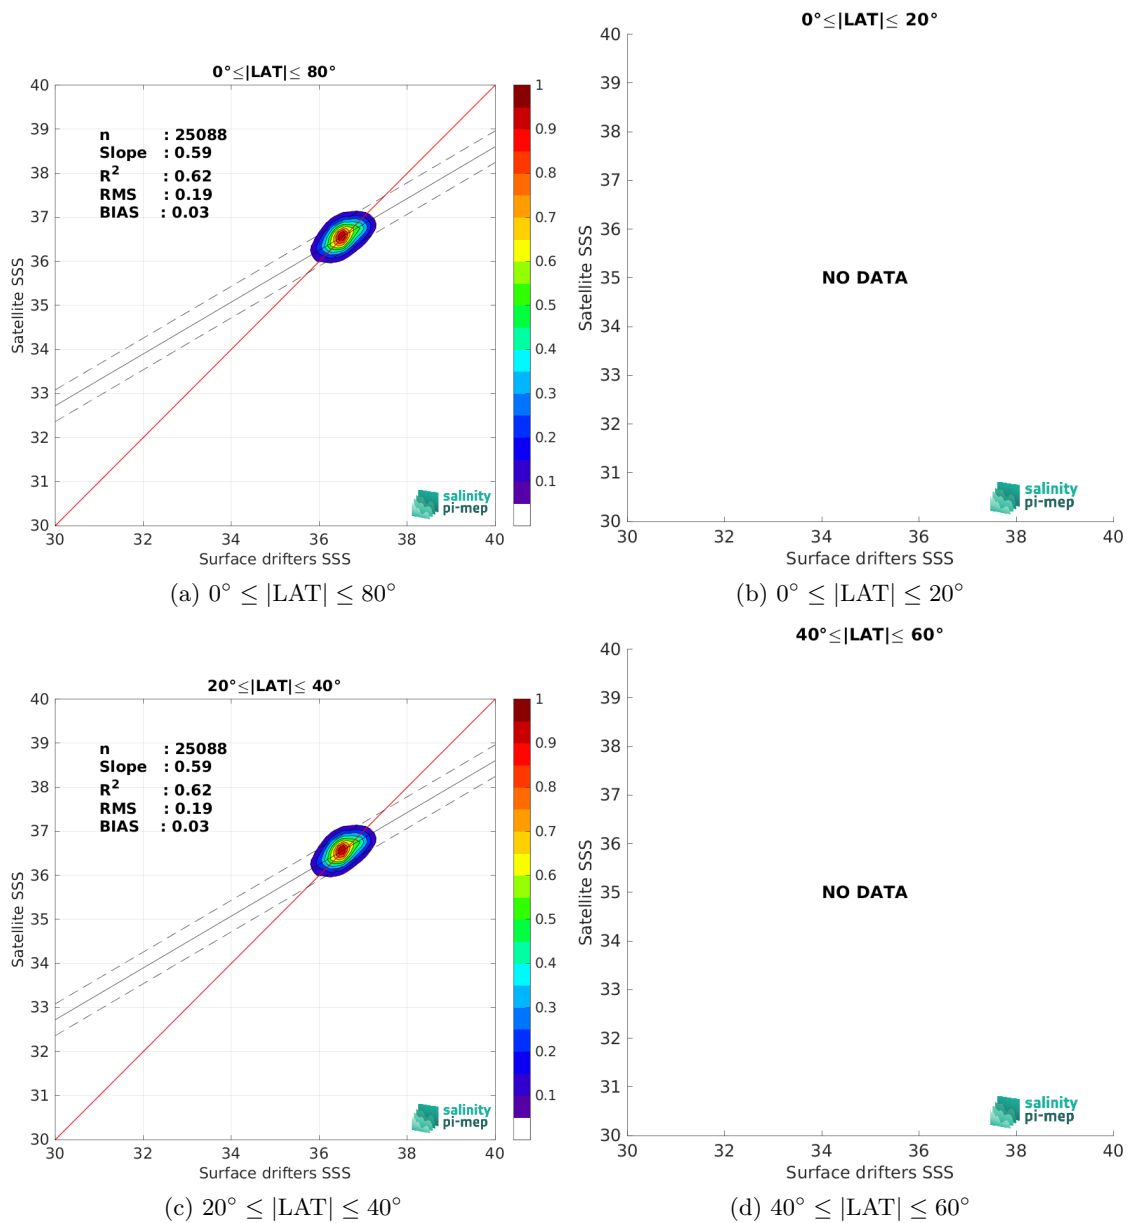 0°≤|LAT|≤ 80°
40
39
38
37
36
35
34
33
32
31
30
Satellite SSS
n : 25088
Slope : 0.59
R2 : 0.62
RMS : 0.19
BIAS : 0.03
salinity
pi-mep
30 32 34 36 38 40
Surface drifters SSS
1
0.9
0.8
0.7
0.6
0.5
0.4
0.3
0.2
0.1
(a) 0° ≤ |LAT| ≤ 80°
0°≤|LAT|≤ 20°
40
39
38
37
36
35
34
33
32
31
30
Satellite SSS
NO DATA
salinity
pi-mep
30 32 34 36 38 40
Surface drifters SSS
(b) 0° ≤ |LAT| ≤ 20°
20°≤|LAT|≤ 40°
40
39
38
37
36
35
34
33
32
31
30
Satellite SSS
n : 25088
Slope : 0.59
R2 : 0.62
RMS : 0.19
BIAS : 0.03
salinity
pi-mep
30 32 34 36 38 40
Surface drifters SSS
1
0.9
0.8
0.7
0.6
0.5
0.4
0.3
0.2
0.1
(c) 20° ≤ |LAT| ≤ 40°
40°≤|LAT|≤ 60°
40
39
38
37
36
35
34
33
32
31
30
Satellite SSS
NO DATA
salinity
pi-mep
30 32 34 36 38 40
Surface drifters SSS
(d) 40° ≤ |LAT| ≤ 60°